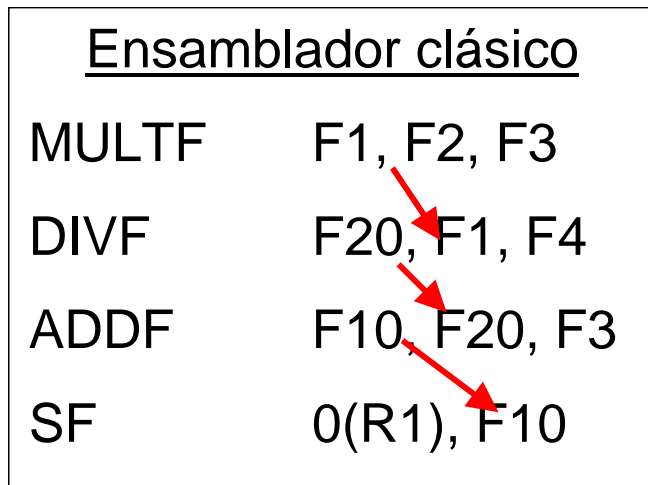 Ensamblador clásico
MULTF F1, F2, F3
DIVF F20, F1, F4
ADDF F10, F20, F3
SF 0(R1), F10